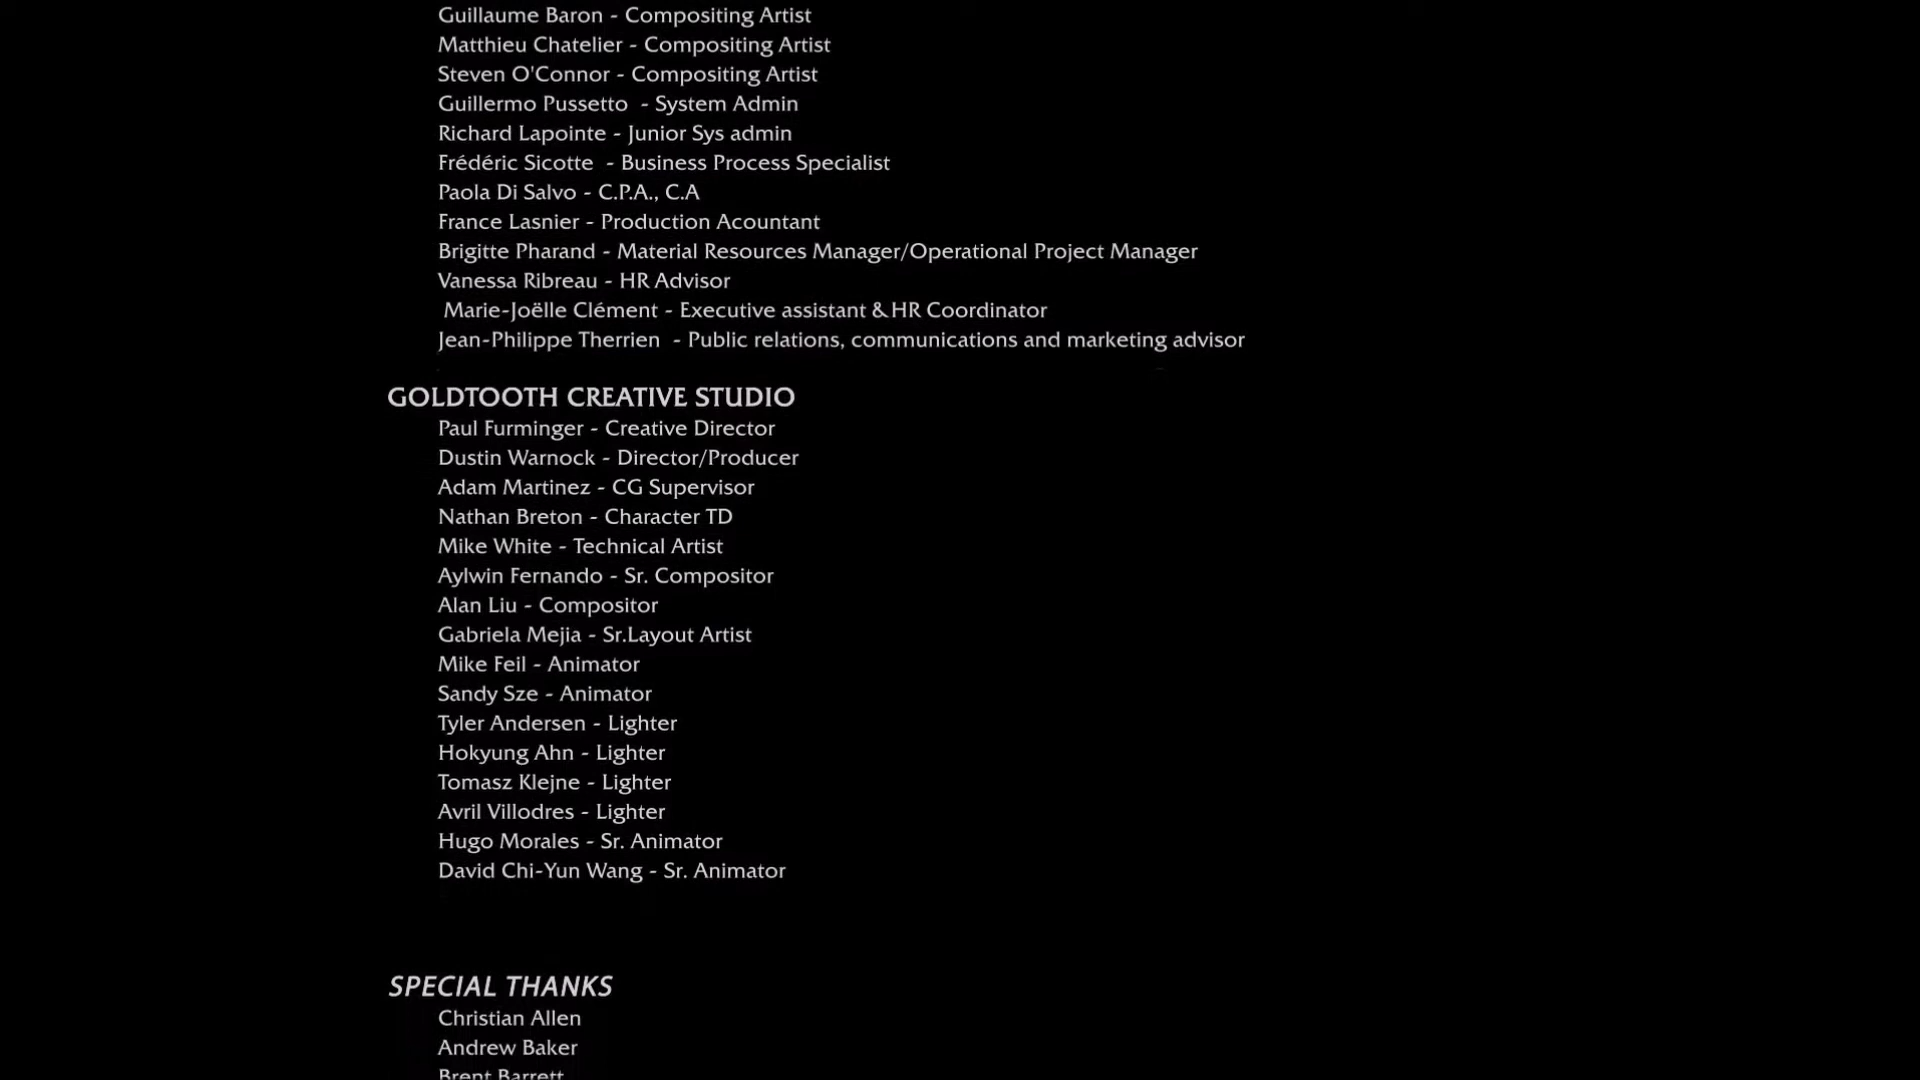 Guillaume Baron - Compositing Artist
Matthieu Chatelier - Compositing Artist
Steven O'Connor - Compositing Artist
Guillermo Pussetto  - System Admin
Richard Lapointe - Junior Sys admin
Frédéric Sicotte  - Business Process Specialist
Paola Di Salvo - C.P.A., C.A
France Lasnier - Production Acountant
Brigitte Pharand - Material Resources Manager/Operational Project Manager
Vanessa Ribreau - HR Advisor
Marie-Joëlle Clément - Executive assistant & HR Coordinator
Jean-Philippe Therrien  - Public relations, communications and marketing advisor
GOLDTOOTH CREATIVE STUDIO
Paul Furminger - Creative Director
Dustin Warnock - Director/Producer
Adam Martinez - CG Supervisor
Nathan Breton - Character TD
Mike White - Technical Artist
Aylwin Fernando - Sr. Compositor
Alan Liu - Compositor
Gabriela Mejia - Sr.Layout Artist
Mike Feil - Animator
Sandy Sze - Animator
Tyler Andersen - Lighter
Hokyung Ahn - Lighter
Tomasz Klejne - Lighter
Avril Villodres - Lighter
Hugo Morales - Sr. Animator
David Chi-Yun Wang - Sr. Animator
SPECIAL THANKS
Christian Allen
Andrew Baker
Brent Barrett